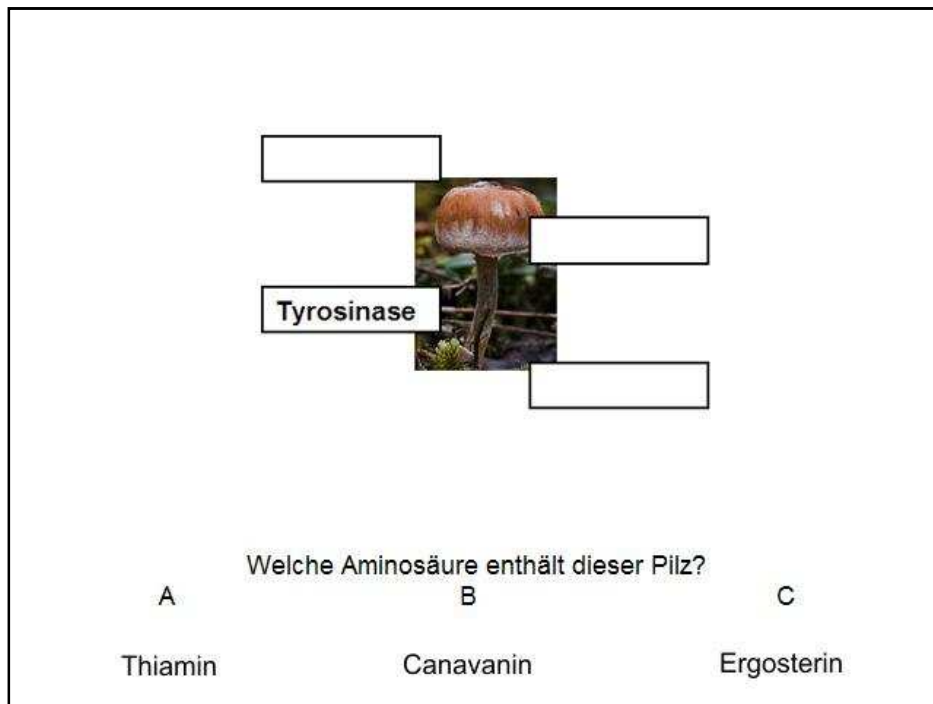 Tyrosinase
Welche Aminosäure enthält dieser Pilz?
A B C
Thiamin Canavanin Ergosterin